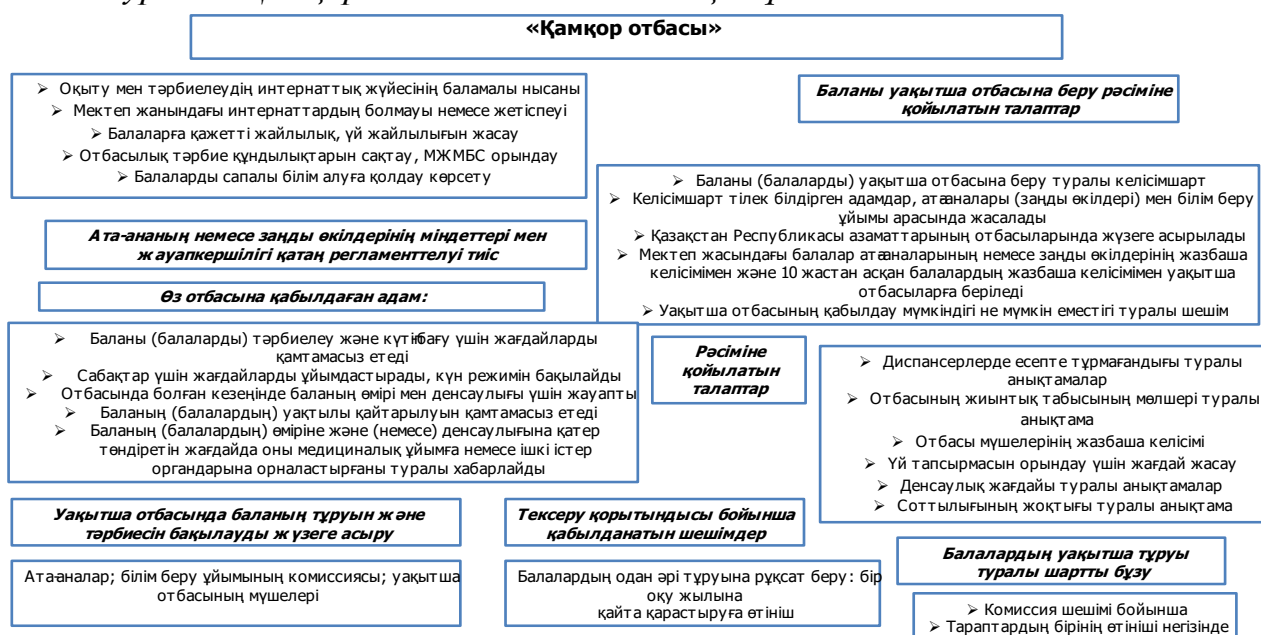 «Қамқор отбасы»
➢ Оқыту мен тәрбиелеудің интернаттық жүйесінің баламалы нысаны
➢ Мектеп жанындағы интернаттардың болмауы немесе жетіспеуі
➢ Балаларға қажетті жайлылық, үй жайлылығын жасау
➢ Отбасылық тәрбие құндылықтарын сақтау, МЖМБС орындау
➢ Балаларды сапалы білім алуға қолдау көрсету
Баланы уақытша отбасына беру рәсіміне
қойылатын талаптар
➢ Баланы (балаларды) уақытша отбасына беру туралы келісімшарт
➢ Келісімшарт тілек білдірген адамдар, ата-аналары (заңды өкілдері) мен білім беру
ұйымы арасында жасалады
➢ Қазақстан Республикасы азаматтарының отбасыларында жүзеге асырылады
➢ Мектеп жасындағы балалар ата-аналарының немесе заңды өкілдерінің жазбаша
келісімімен және 10 жастан асқан балалардың жазбаша келісімімен уақытша
отбасыларға беріледі
➢ Уақытша отбасының қабылдау мүмкіндігі не мүмкін еместігі туралы шешім
Ата-ананың немесе заңды өкілдерінің міндеттері мен
жауапкершілігі қатаң регламенттелуі тиіс
Өз отбасына қабылдаған адам:
➢ Баланы (балаларды) тәрбиелеу және күтіп-бағу үшін жағдайларды
қамтамасыз етеді
➢ Сабақтар үшін жағдайларды ұйымдастырады, күн режимін бақылайды
➢ Отбасында болған кезеңінде баланың өмірі мен денсаулығы үшін жауапты
➢ Баланың (балалардың) уақтылы қайтарылуын қамтамасыз етеді
➢ Баланың (балалардың) өміріне және (немесе) денсаулығына қатер
төндіретін жағдайда оны медициналық ұйымға немесе ішкі істер
органдарына орналастырғаны туралы хабарлайды
Рәсіміне
қойылатын
талаптар
➢ Диспансерлерде есепте тұрмағандығы туралы
анықтамалар
➢ Отбасының жиынтық табысының мөлшері туралы
анықтама
➢ Отбасы мүшелерінің жазбаша келісімі
➢ Үй тапсырмасын орындау үшін жағдай жасау
➢ Денсаулық жағдайы туралы анықтамалар
➢ Соттылығының жоқтығы туралы анықтама
Уақытша отбасында баланың тұруын және
тәрбиесін бақылауды жүзеге асыру
Ата-аналар; білім беру ұйымының комиссиясы; уақытша
отбасының мүшелері
Тексеру қорытындысы бойынша
қабылданатын шешімдер
Балалардың одан әрі тұруына рұқсат беру: бір
оқу жылына
қайта қарастыруға өтініш
Балалардың уақытша тұруы
туралы шартты бұзу
➢ Комиссия шешімі бойынша
➢ Тараптардың бірінің өтініші негізінде